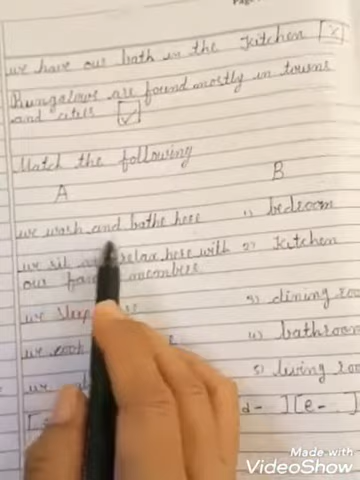 we have our bath in the Kitchen [x]
Bungalows are found mostly in towns
and cities [✓]
Match the following
A B
we wash and bathe here 1) bedroom
we sit relax here with 2) Kitchen
our members
3) dining
we sleep
we cook 4) bathroom
we 5) living
d- ] [e- ]
Made with
VideoShow